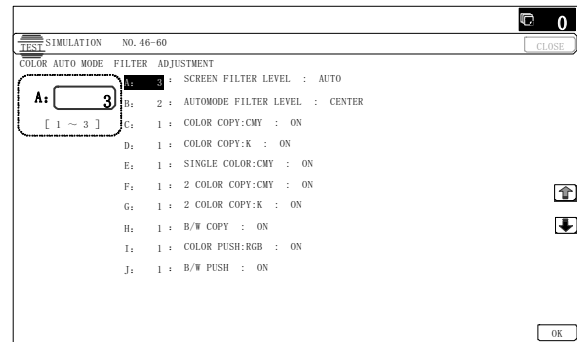 0
TEST SIMULATION NO. 46-60
CLOSE
COLOR AUTO MODE FILTER ADJUSTMENT
A: 3
[ 1 ~ 3 ]
A: 3 : SCREEN FILTER LEVEL : AUTO
B: 2 : AUTOMODE FILTER LEVEL : CENTER
C: 1 : COLOR COPY:CMY : ON
D: 1 : COLOR COPY:K : ON
E: 1 : SINGLE COLOR:CMY : ON
F: 1 : 2 COLOR COPY:CMY : ON
G: 1 : 2 COLOR COPY:K : ON
H: 1 : B/W COPY : ON
I: 1 : COLOR PUSH:RGB : ON
J: 1 : B/W PUSH : ON
OK